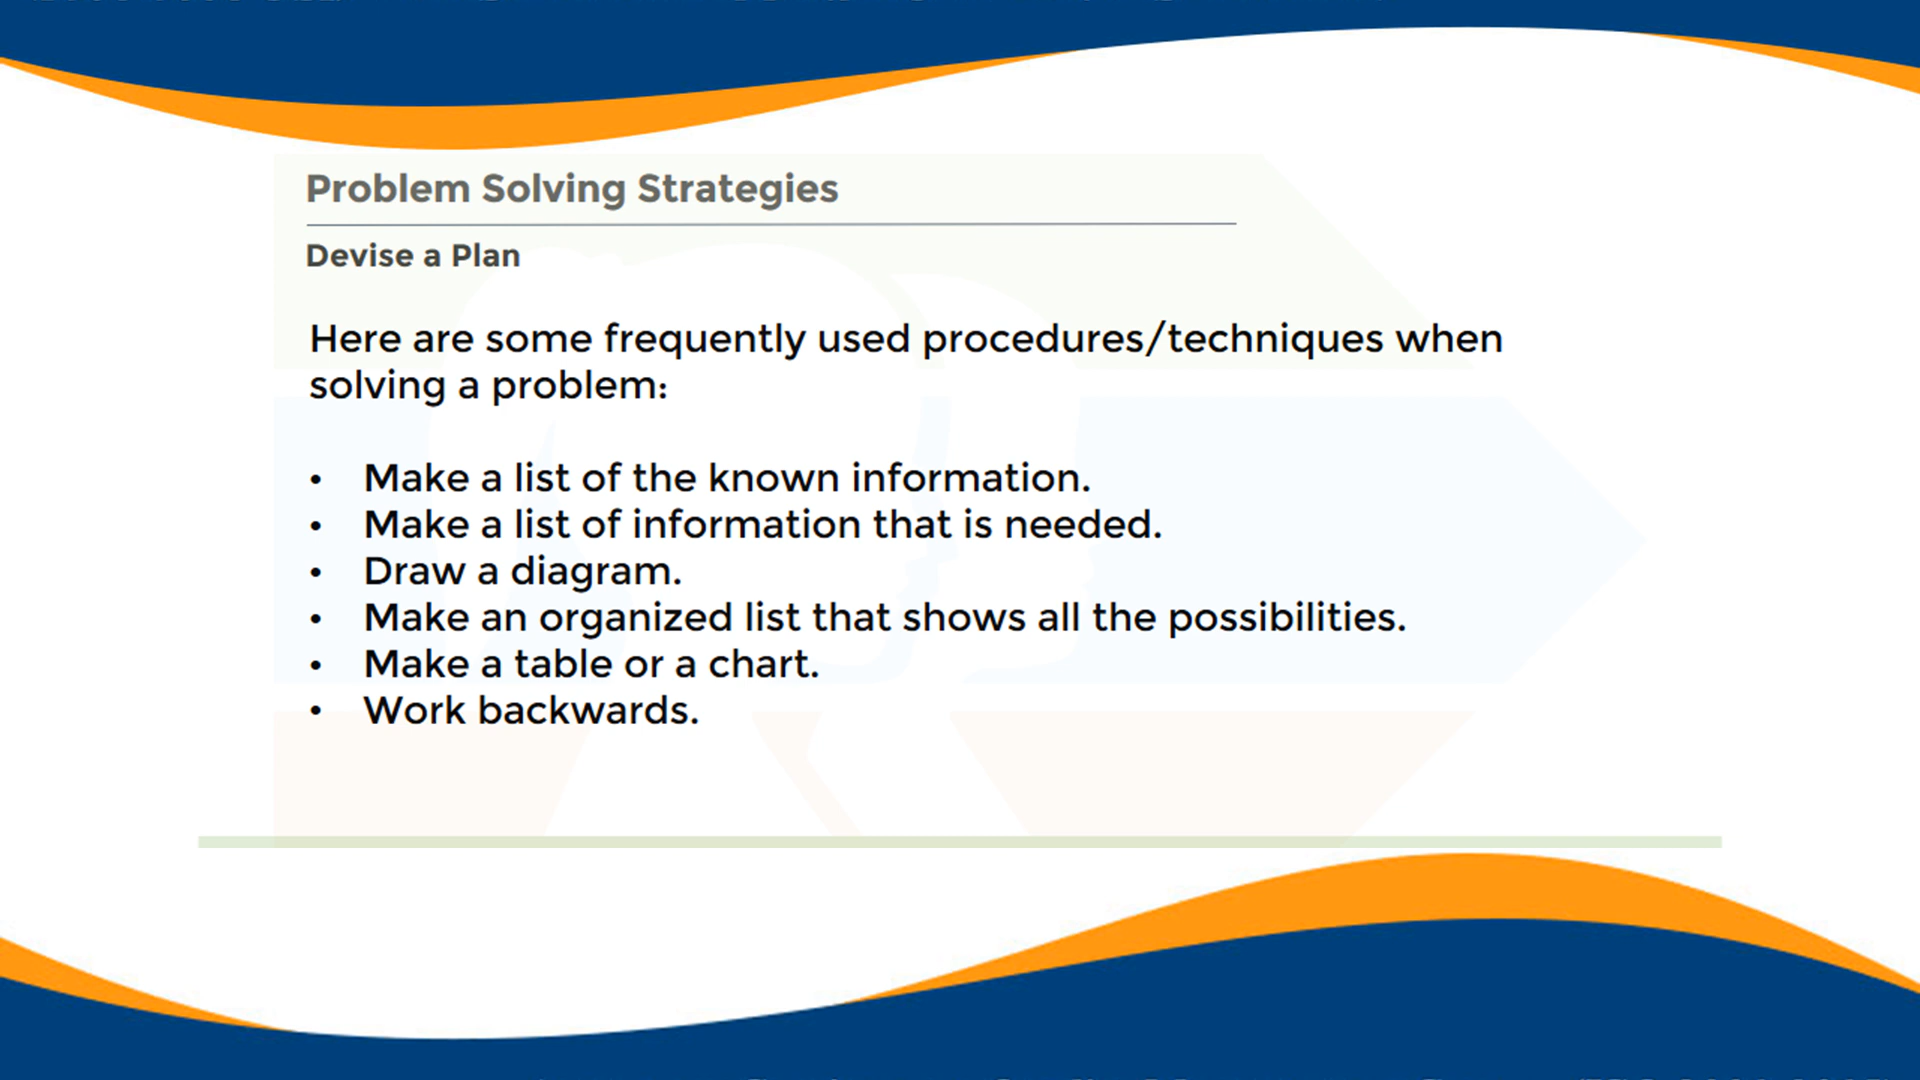 Problem Solving Strategies
Devise a Plan
Here are some frequently used procedures/techniques when
solving a problem:
• Make a list of the known information.
• Make a list of information that is needed.
• Draw a diagram.
• Make an organized list that shows all the possibilities.
• Make a table or a chart.
• Work backwards.